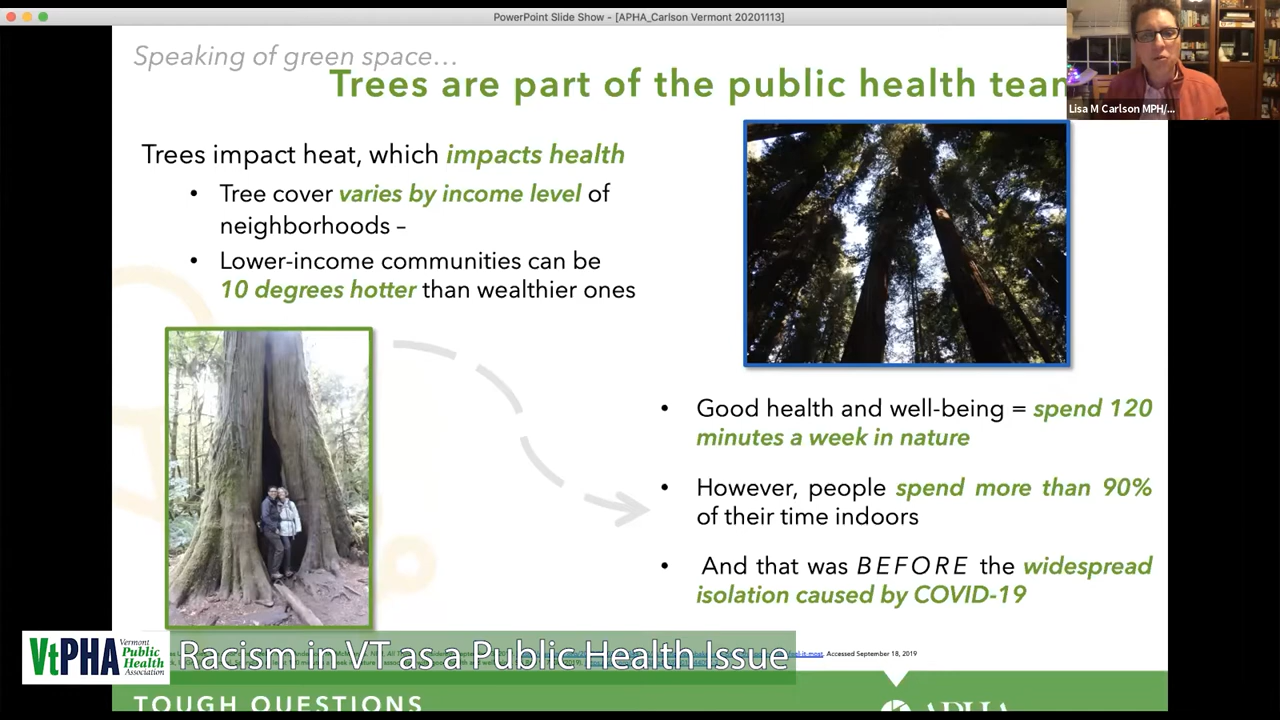 PowerPoint Slide Show - [APHA_Carlson Vermont 20201113]
Lisa M Carlson MPH/...
Speaking of green space...
Trees are part of the public health team
Trees impact heat, which impacts health
• Tree cover varies by income level of
neighborhoods –
• Lower-income communities can be
10 degrees hotter than wealthier ones
• Good health and well-being = spend 120
minutes a week in nature
• However, people spend more than 90%
of their time indoors
• And that was BEFORE the widespread
isolation caused by COVID-19
VtPHA
Vermont
Public
Health
Association
Racism in VT as a Public Health Issue
Accessed September 18, 2019
TOUGH QUESTIONS
APHA